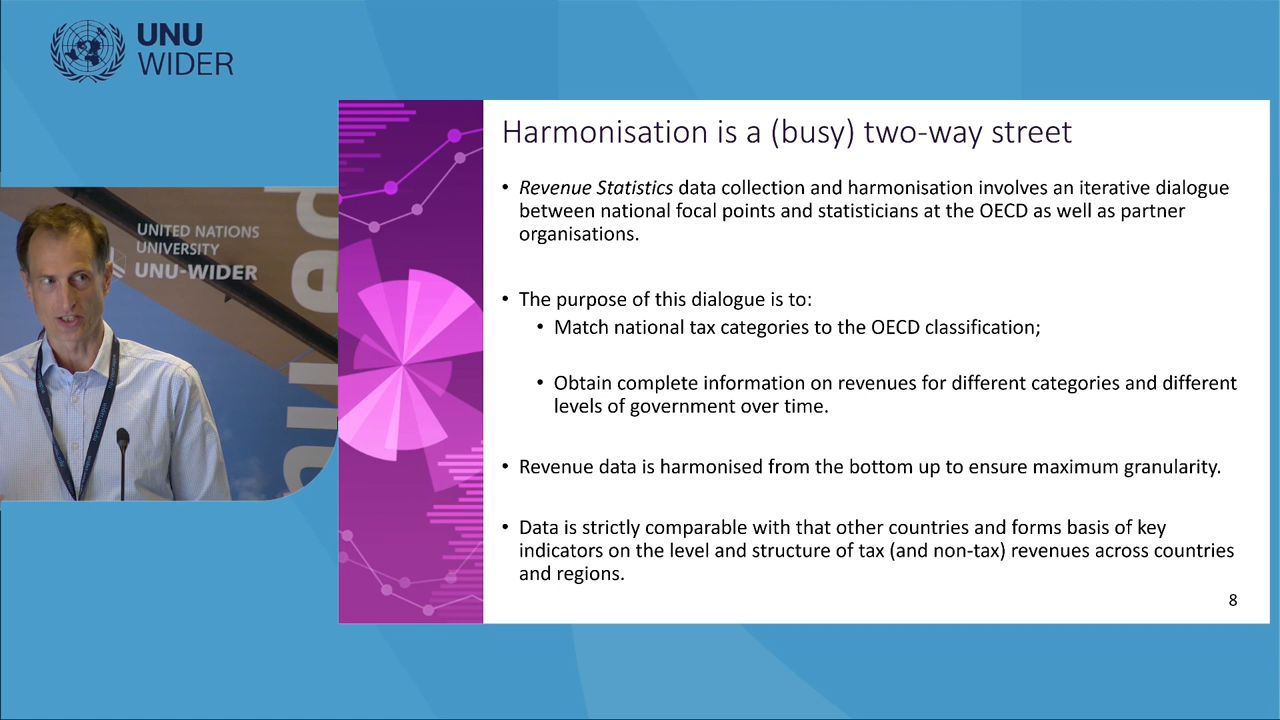 UNU
WIDER
Harmonisation is a (busy) two-way street
• Revenue Statistics data collection and harmonisation involves an iterative dialogue
between national focal points and statisticians at the OECD as well as partner
organisations.
• The purpose of this dialogue is to:
• Match national tax categories to the OECD classification;
• Obtain complete information on revenues for different categories and different
levels of government over time.
• Revenue data is harmonised from the bottom up to ensure maximum granularity.
• Data is strictly comparable with that other countries and forms basis of key
indicators on the level and structure of tax (and non-tax) revenues across countries
and regions.
8
UNITED NATIONS
UNIVERSITY
UNU-WIDER